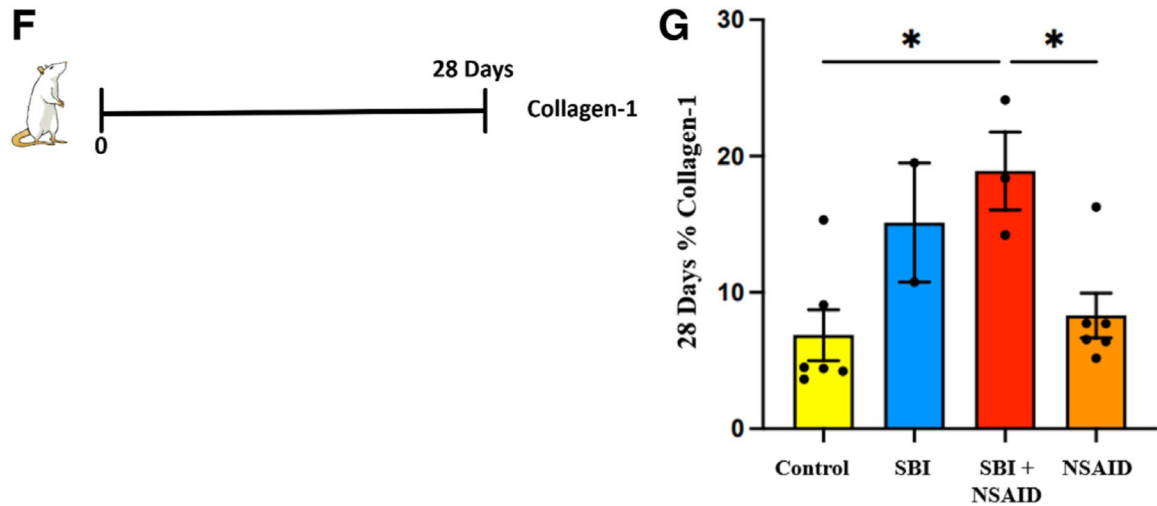 F
28 Days
Collagen-1
0
G
28 Days % Collagen-1
30
20
10
0
*
*
Control
SBI
SBI +
NSAID
NSAID